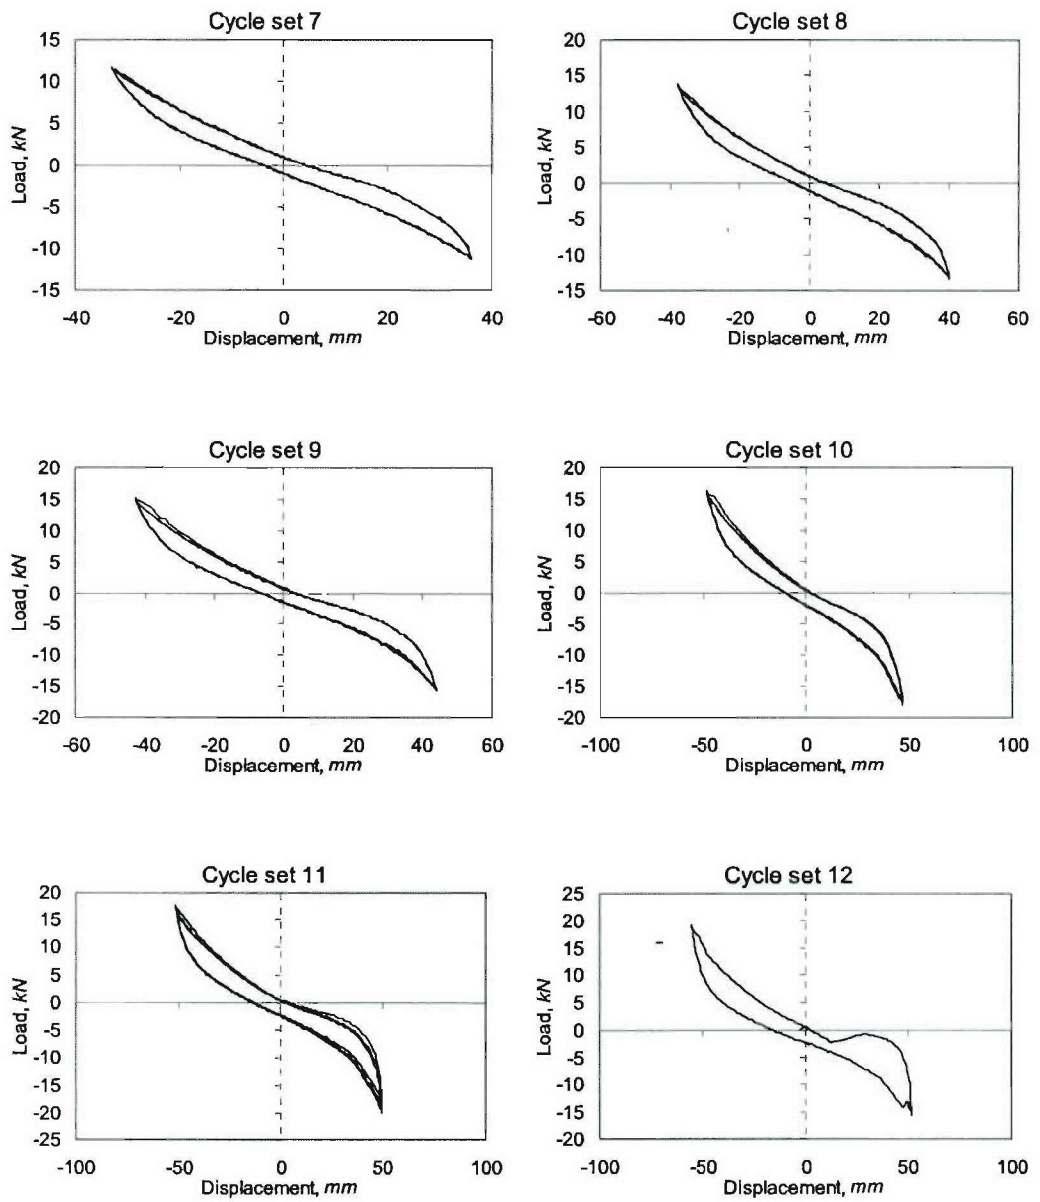 Cycle set 7
15
10
5
0
-5
-10
-15
-40 -20 0 20 40
Displacement, mm
Load, kN
Cycle set 8
20
15
10
5
0
-5
-10
-15
-60 -40 -20 0 20 40 60
Displacement, mm
Load, kN
Cycle set 9
20
15
10
5
0
-5
-10
-15
-20
-60 -40 -20 0 20 40 60
Displacement, mm
Load, kN
Cycle set 10
20
15
10
5
0
-5
-10
-15
-20
-100 -50 0 50 100
Displacement, mm
Load, kN
Cycle set 11
20
15
10
5
0
-5
-10
-15
-20
-25
-100 -50 0 50 100
Displacement, mm
Load, kN
Cycle set 12
25
20
15
10
5
0
-5
-10
-15
-20
-100 -50 0 50 100
Displacement, mm
Load, kN